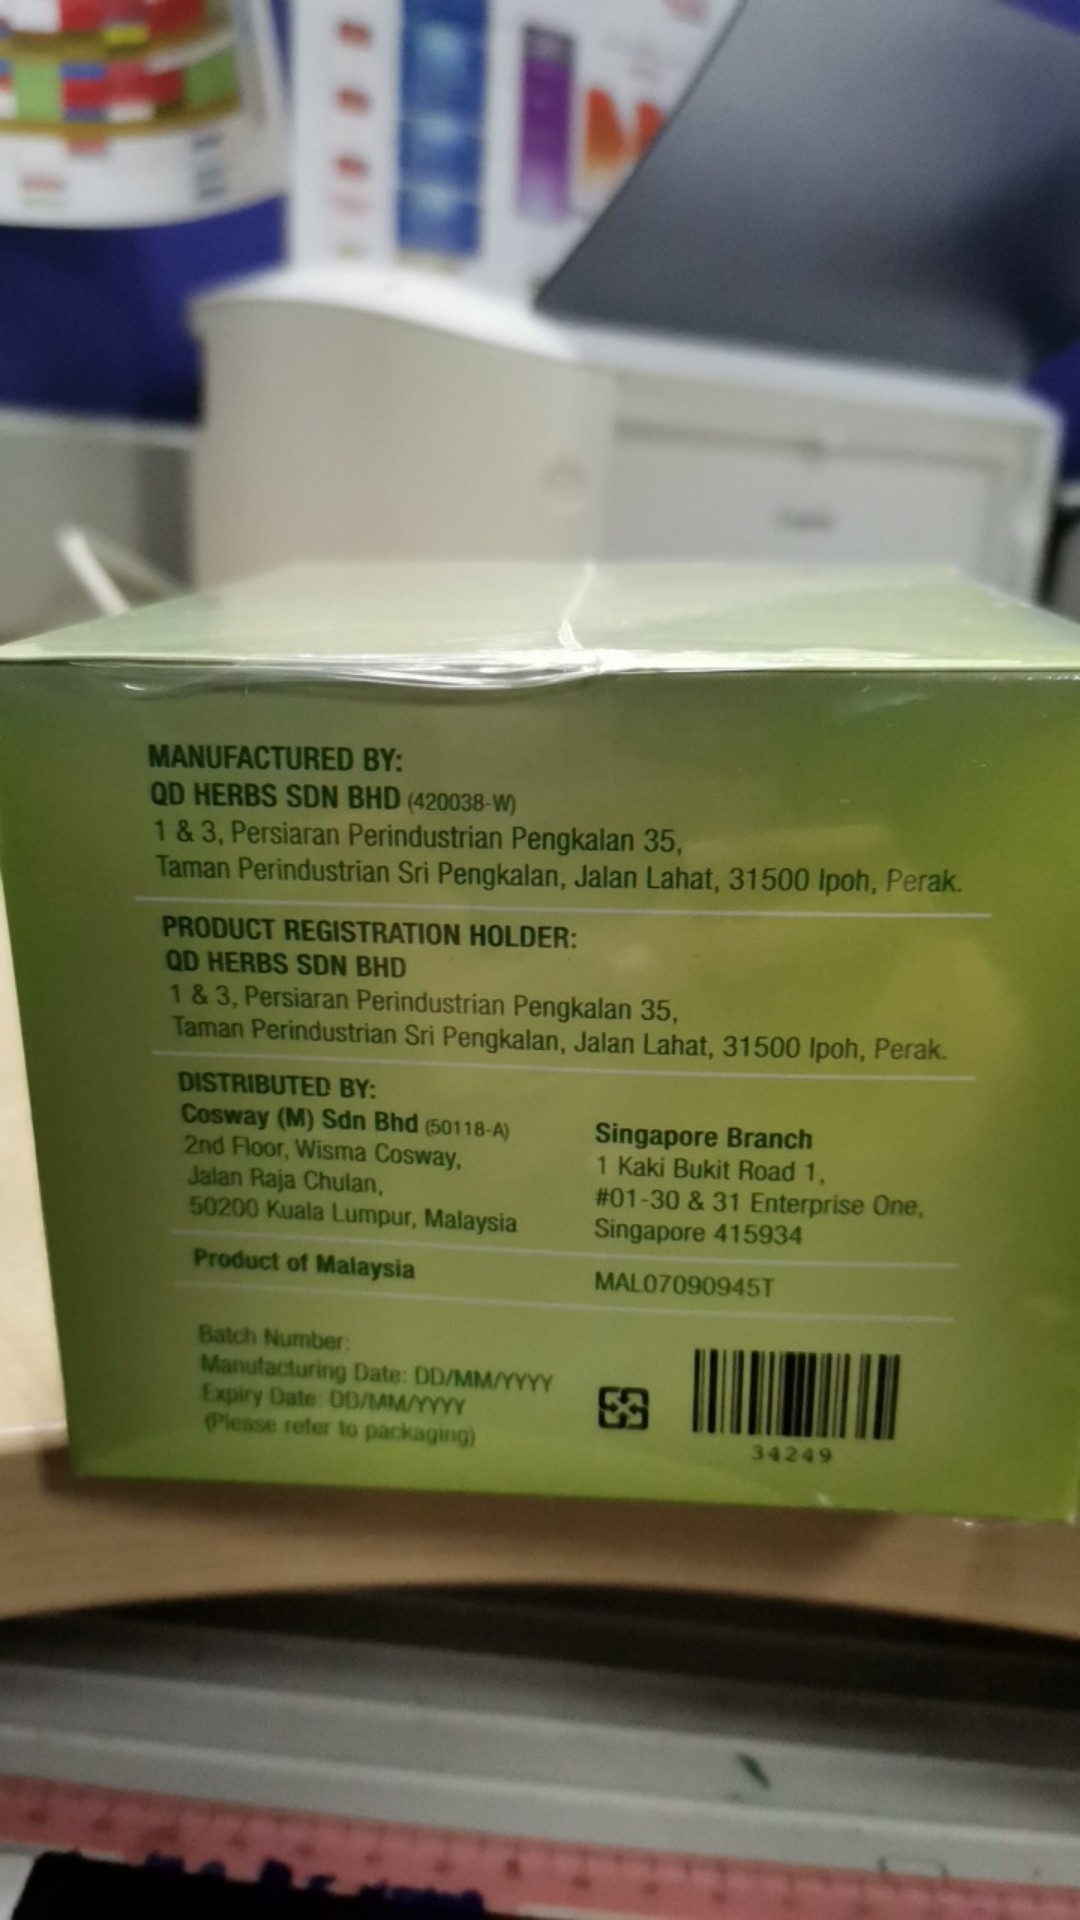 MANUFACTURED BY:
QD HERBS SDN BHD (420038-W)
1 & 3, Persiaran Perindustrian Pengkalan 35,
Taman Perindustrian Sri Pengkalan, Jalan Lahat, 31500 Ipoh, Perak.
PRODUCT REGISTRATION HOLDER:
QD HERBS SDN BHD
1 & 3, Persiaran Perindustrian Pengkalan 35,
Taman Perindustrian Sri Pengkalan, Jalan Lahat, 31500 Ipoh, Perak.
DISTRIBUTED BY:
Cosway (M) Sdn Bhd (50118-A)
2nd Floor, Wisma Cosway,
Jalan Raja Chulan,
50200 Kuala Lumpur, Malaysia
Singapore Branch
1 Kaki Bukit Road 1,
#01-30 & 31 Enterprise One,
Singapore 415934
Product of Malaysia
MAL07090945T
Batch Number:
Manufacturing Date: DD/MM/YYYY
Expiry Date: DD/MM/YYYY
(Please refer to packaging)
34249